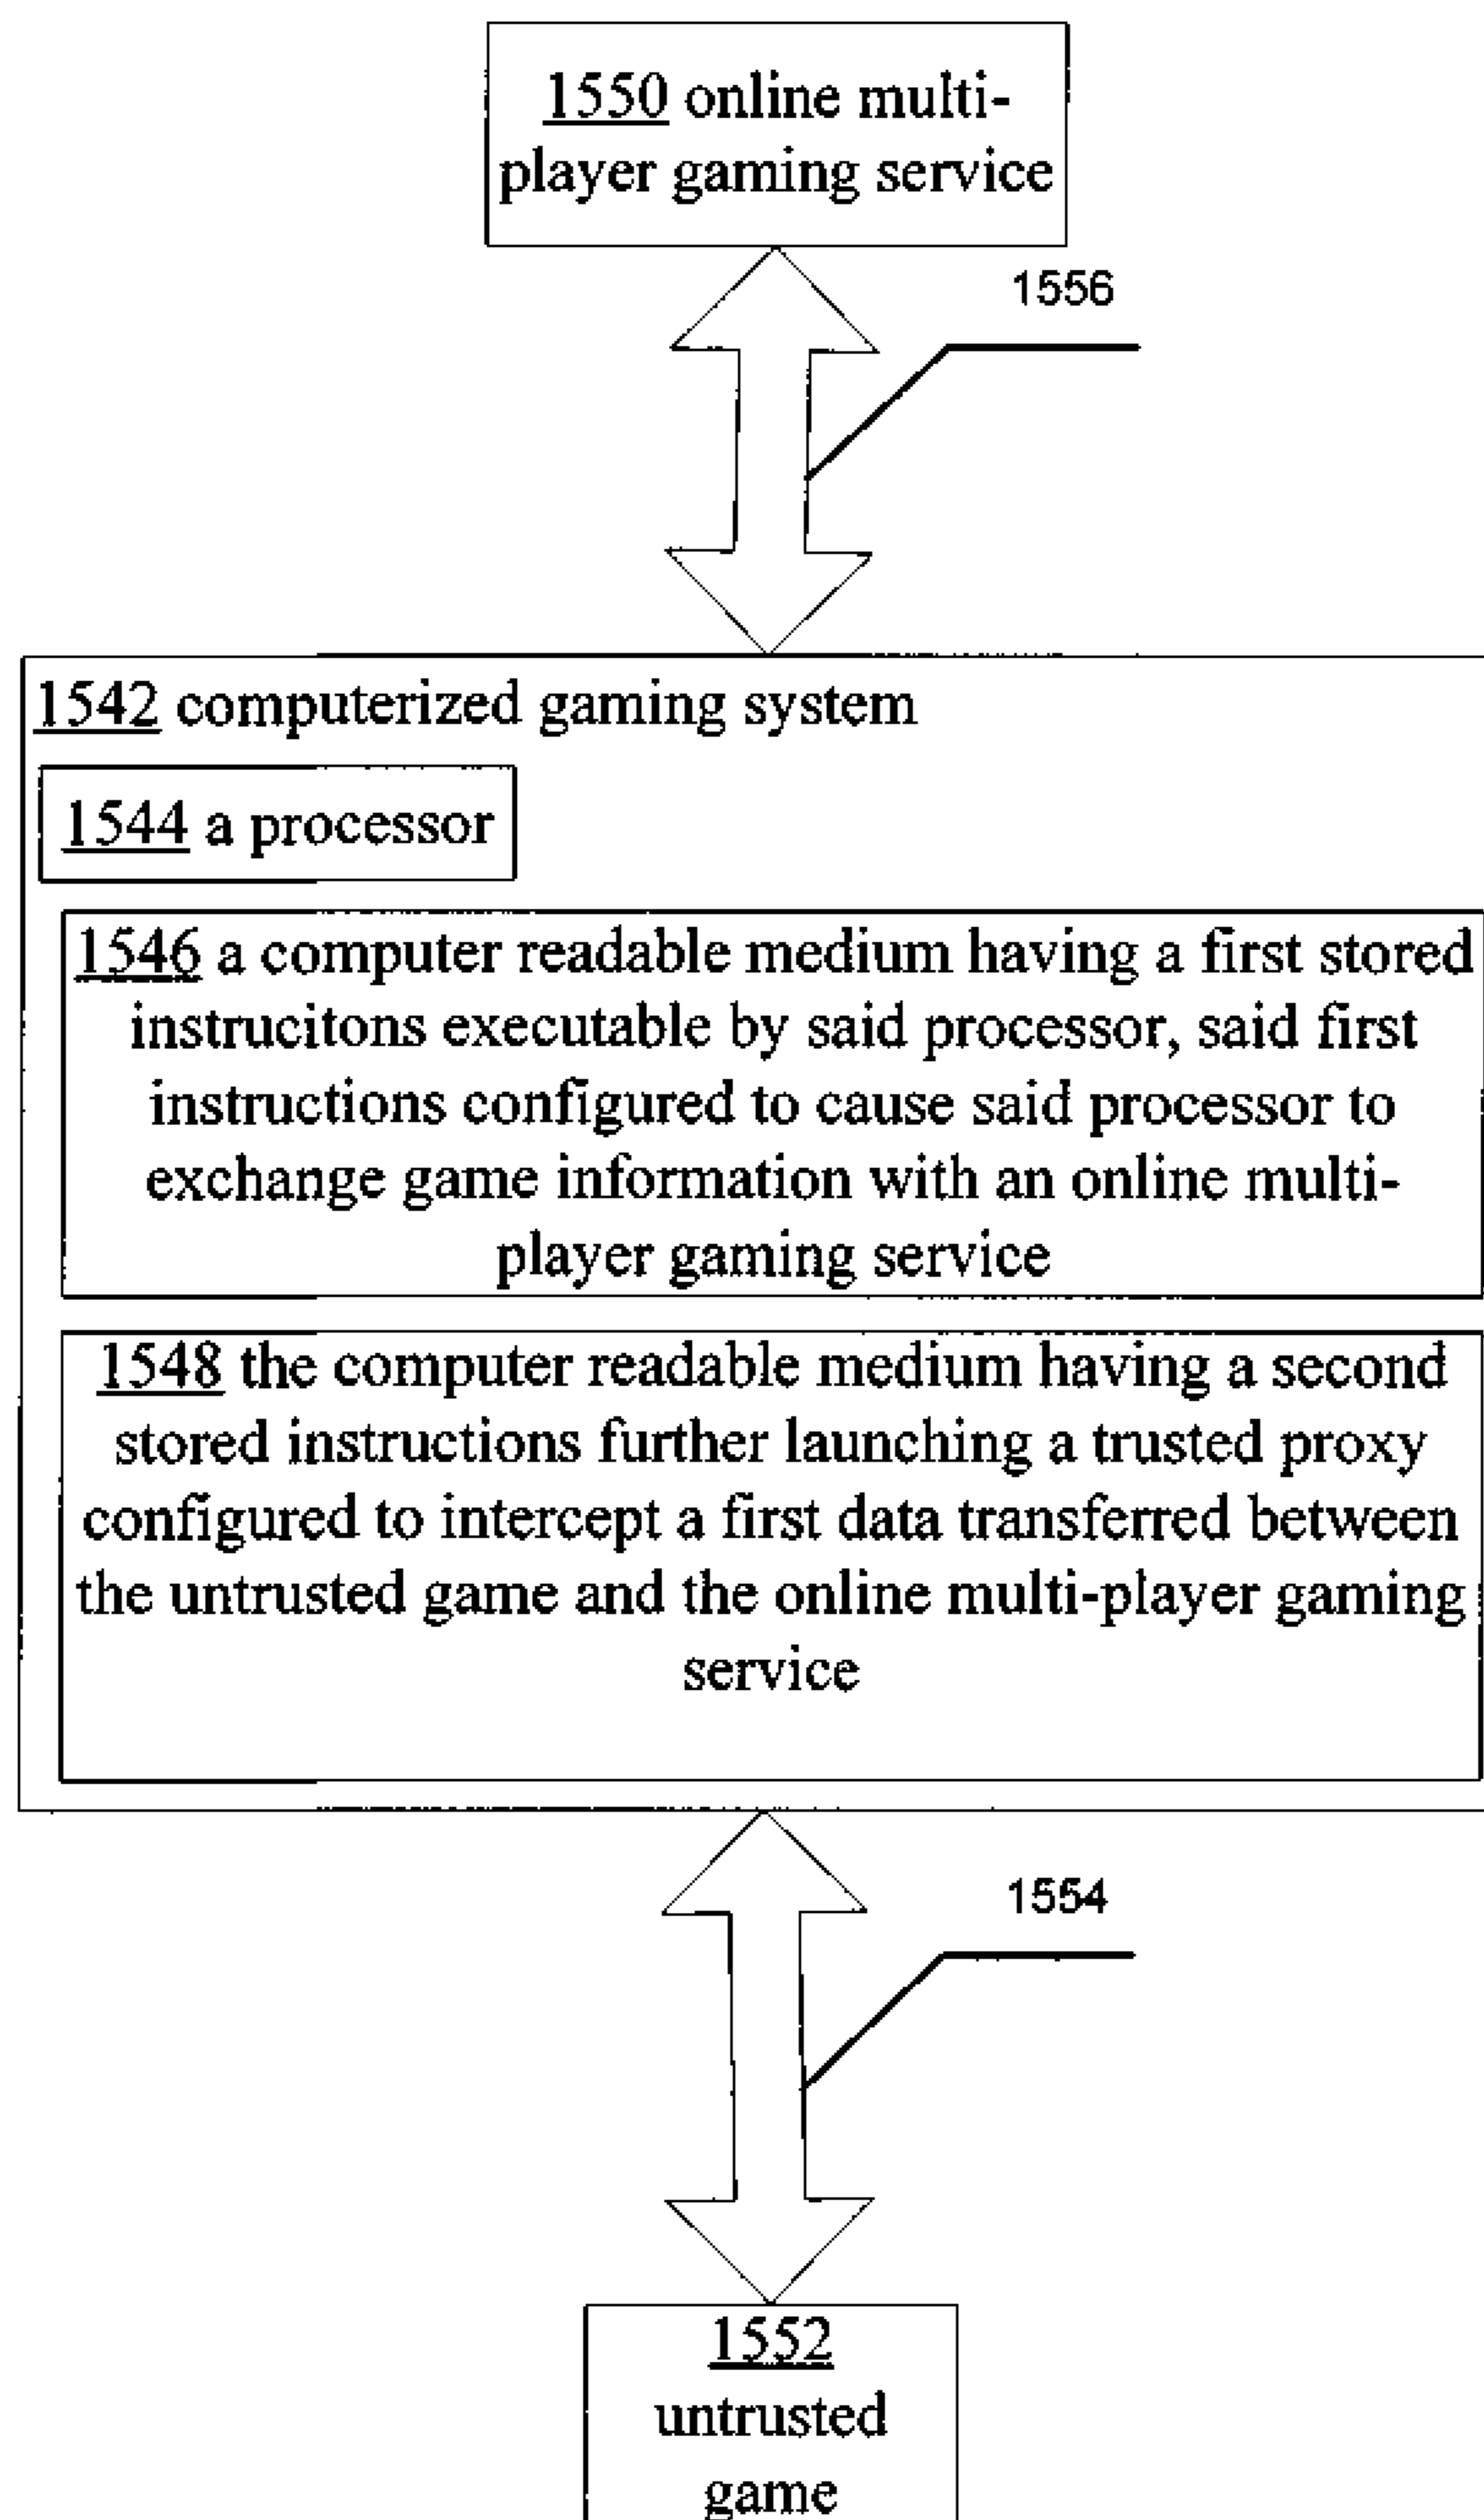 1550 online multi-
player gaming service
1556
1542 computerized gaming system
1544 a processor
1546 a computer readable medium having a first stored
instrucitons executable by said processor, said first
instructions configured to cause said processor to
exchange game information with an online multi-
player gaming service
1548 the computer readable medium having a second
stored instructions further launching a trusted proxy
configured to intercept a first data transferred between
the untrusted game and the online multi-player gaming
service
1554
1552
untrusted
game